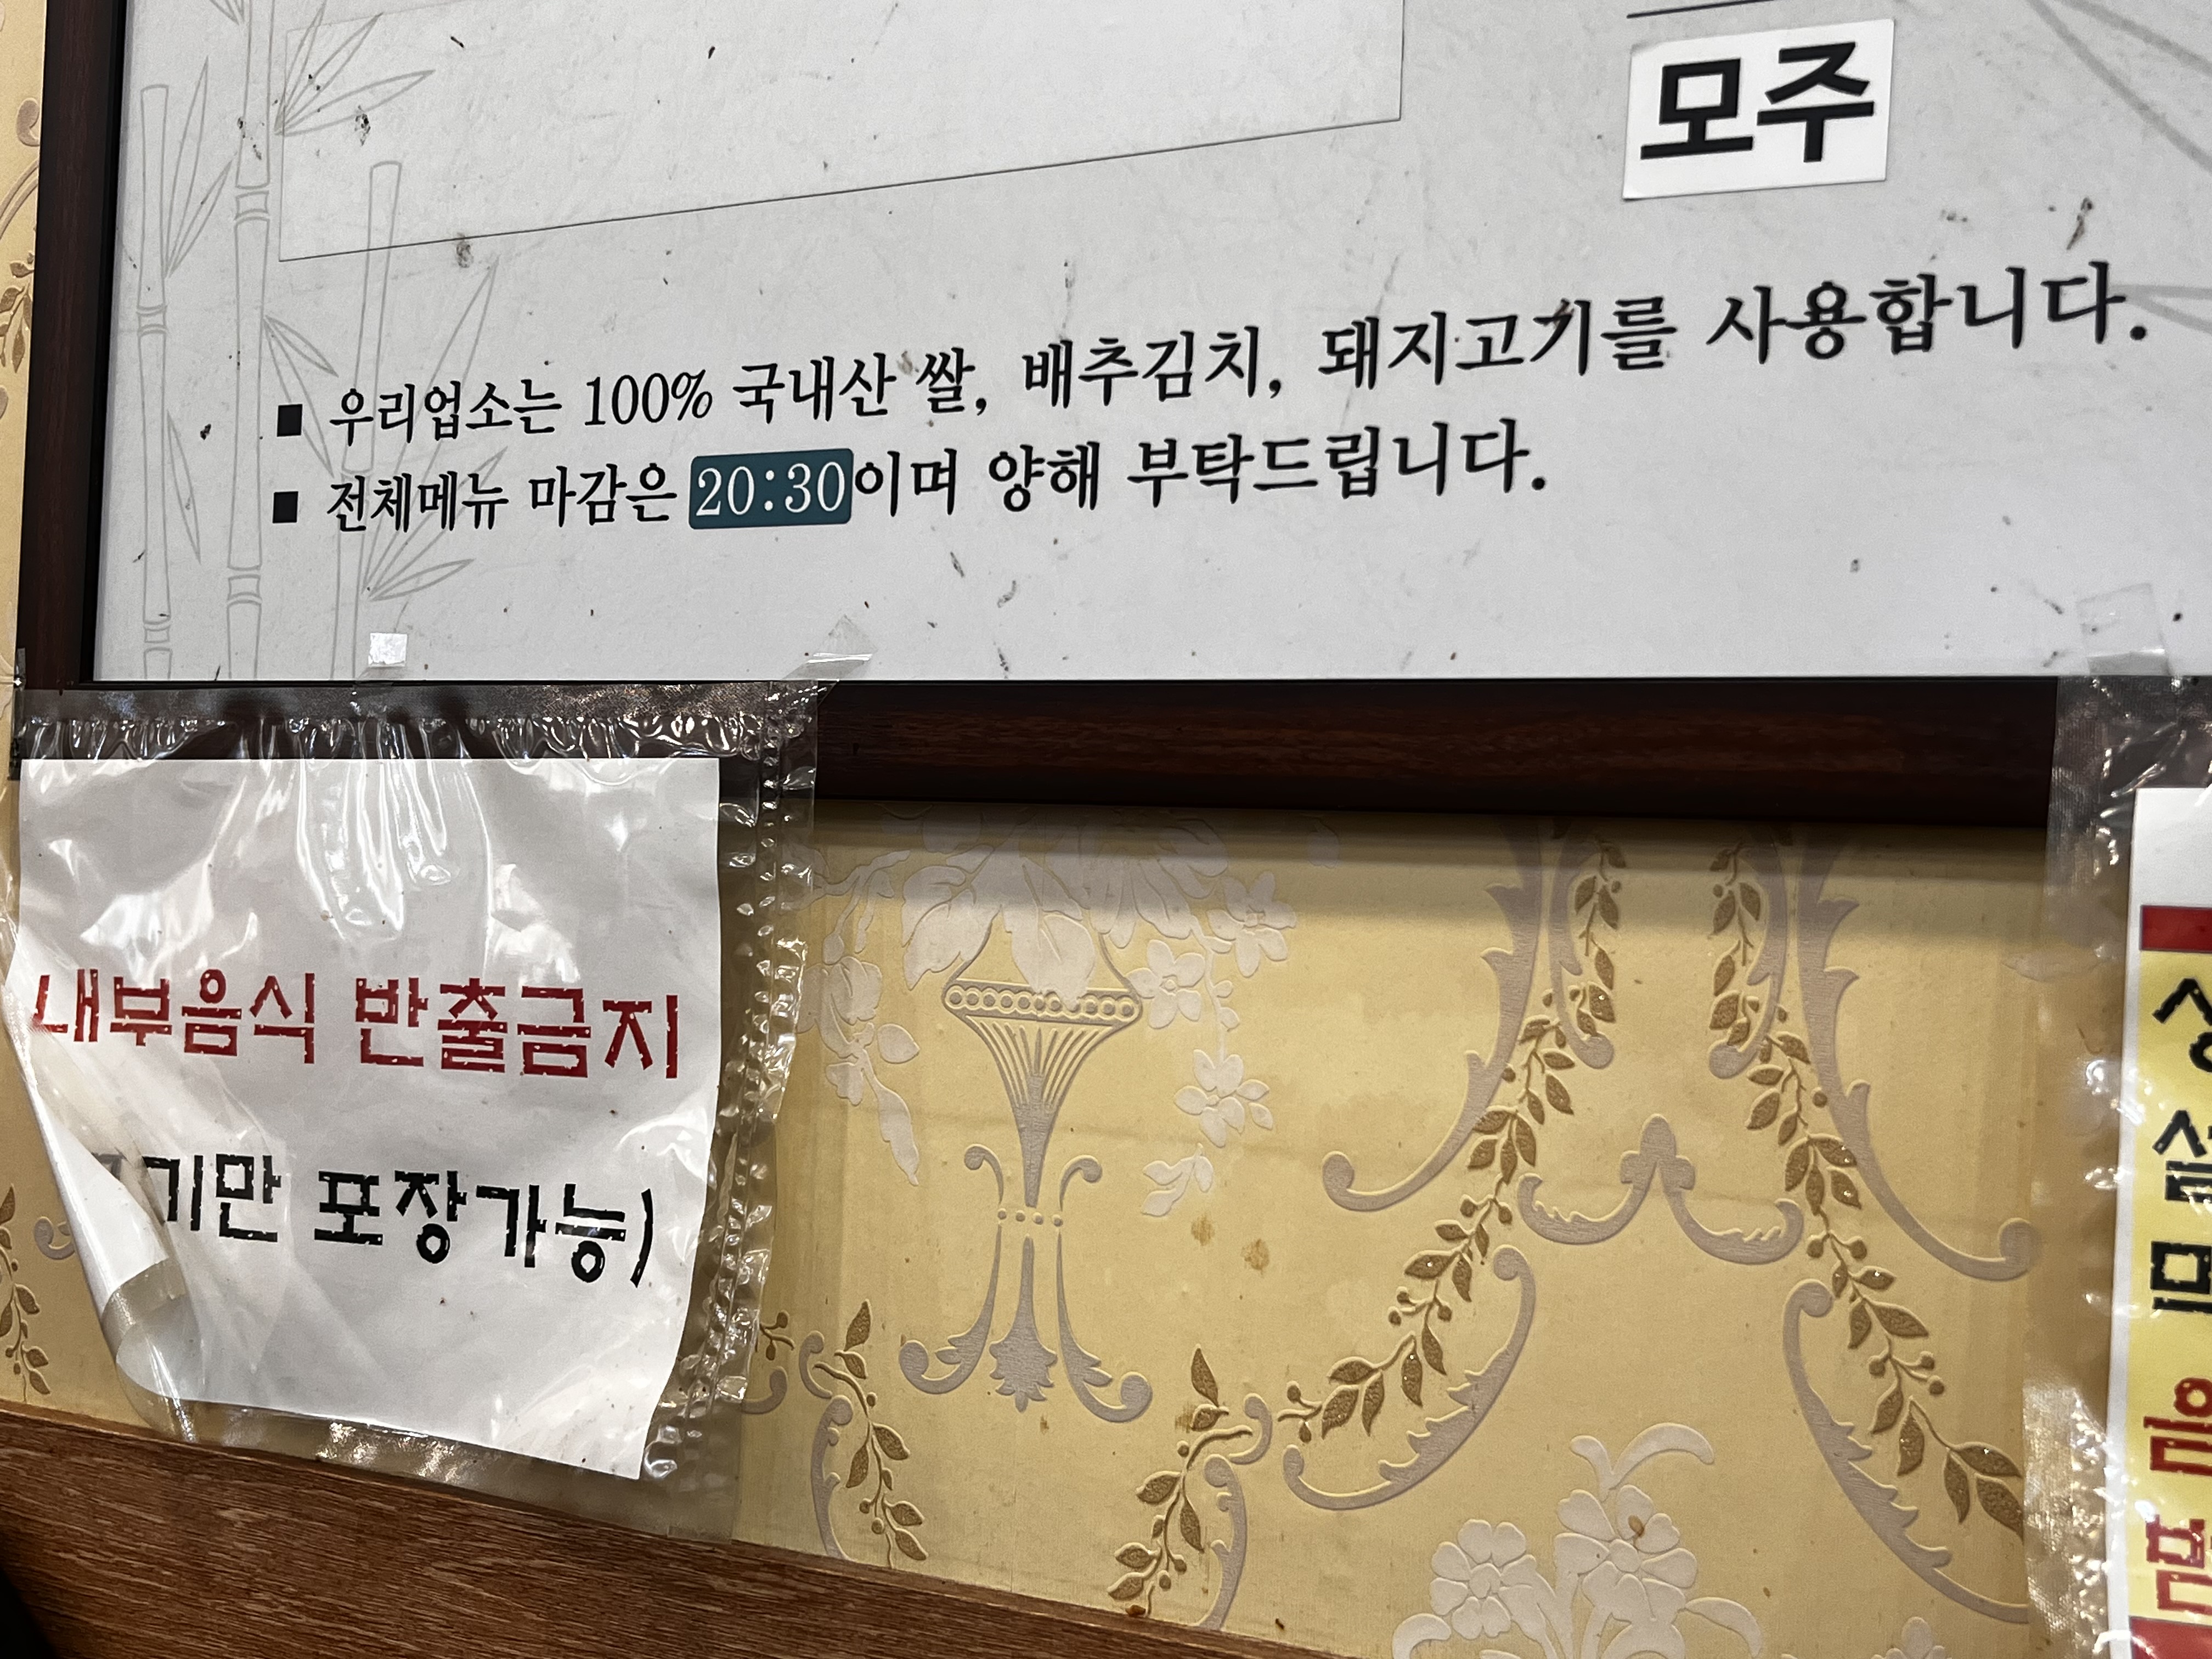 모주
■ 우리업소는 100% 국내산 쌀, 배추김치, 돼지고기를 사용합니다.
■ 전체메뉴 마감은 20:30이며 양해 부탁드립니다.
내부음식 반출금지
포장가능)